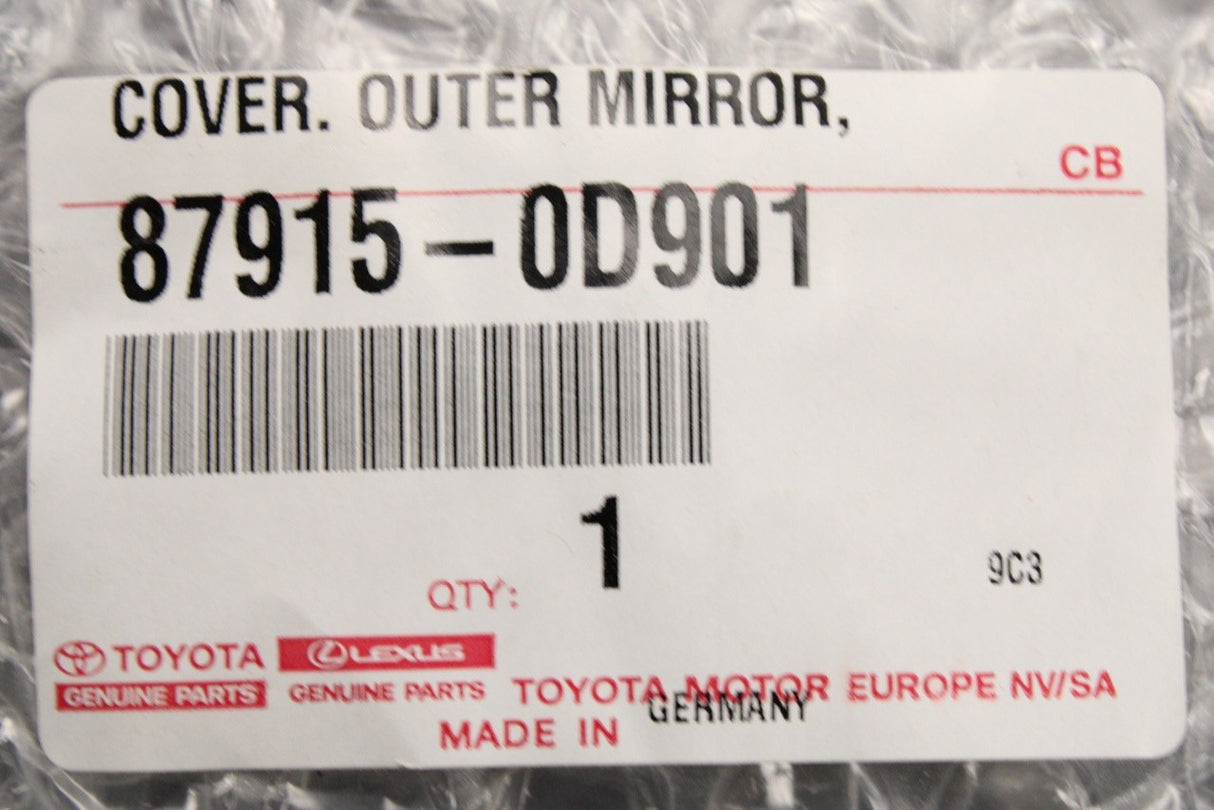 COVER. OUTER MIRROR,
CB
87915-0D901
1
QTY:
9C3
TOYOTA
LEXUS
GENUINE PARTS
GENUINE PARTS
TOYOTA MOTOR EUROPE NV/SA
MADE IN GERMANY